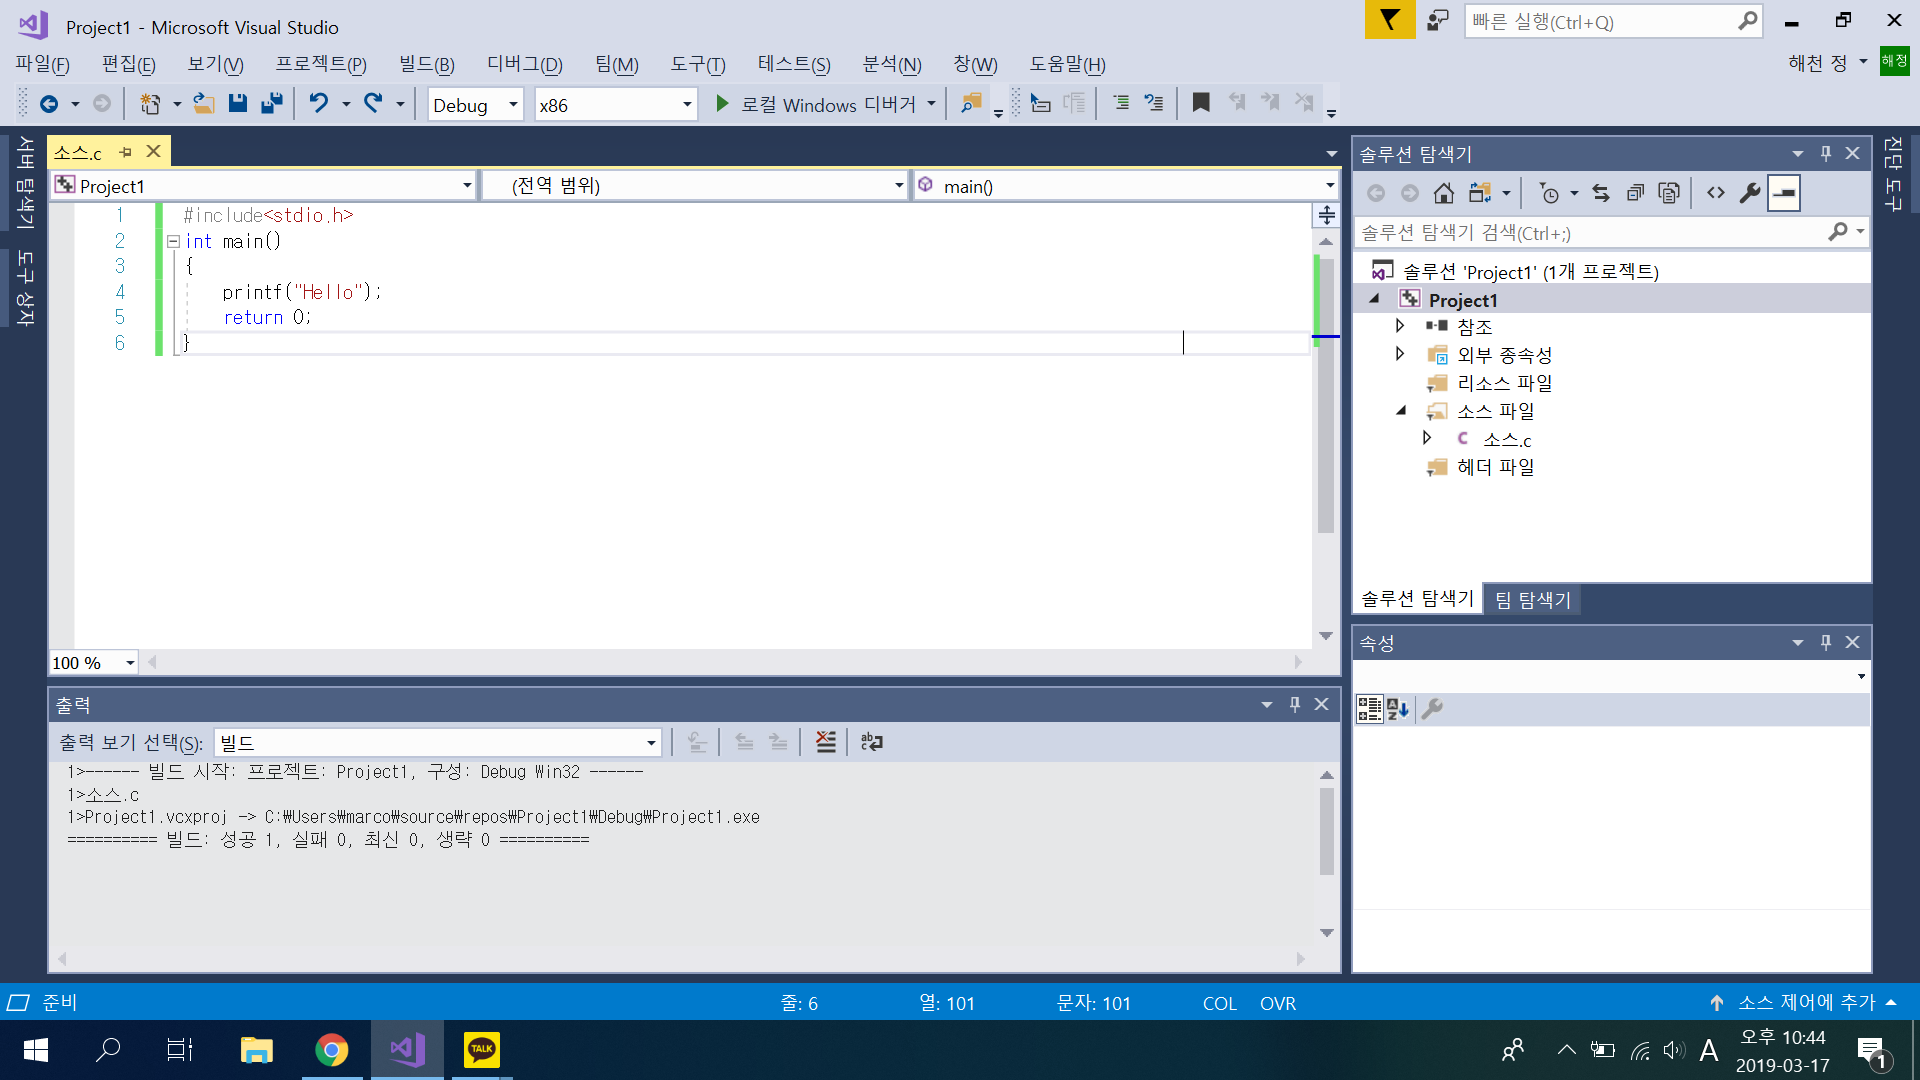 Project1 - Microsoft Visual Studio
빠른 실행(Ctrl+Q)
파일(F) 편집(E) 보기(V) 프로젝트(P) 빌드(B) 디버그(D) 팀(M) 도구(T) 테스트(S) 분석(N) 창(W) 도움말(H)
해천 정
해정
Debug x86 로컬 Windows 디버거
서버 탐색기
도구 상자
소스.c
Project1 (전역 범위) main()
1 #include<stdio.h>
2 int main()
3 {
4 printf("Hello");
5 return 0;
6 }
100 %
출력
출력 보기 선택(S): 빌드
1>------ 빌드 시작: 프로젝트: Project1, 구성: Debug Win32 ------
1>소스.c
1>Project1.vcxproj -> C:₩Users₩marco₩source₩repos₩Project1₩Debug₩Project1.exe
========== 빌드: 성공 1, 실패 0, 최신 0, 생략 0 ==========
솔루션 탐색기
솔루션 탐색기 검색(Ctrl+;)
솔루션 'Project1' (1개 프로젝트)
Project1
참조
외부 종속성
리소스 파일
소스 파일
C 소스.c
헤더 파일
솔루션 탐색기 팀 탐색기
속성
진단 도구
준비 줄: 6 열: 101 문자: 101 COL OVR 소스 제어에 추가
TALK
A
오후 10:44
2019-03-17
1